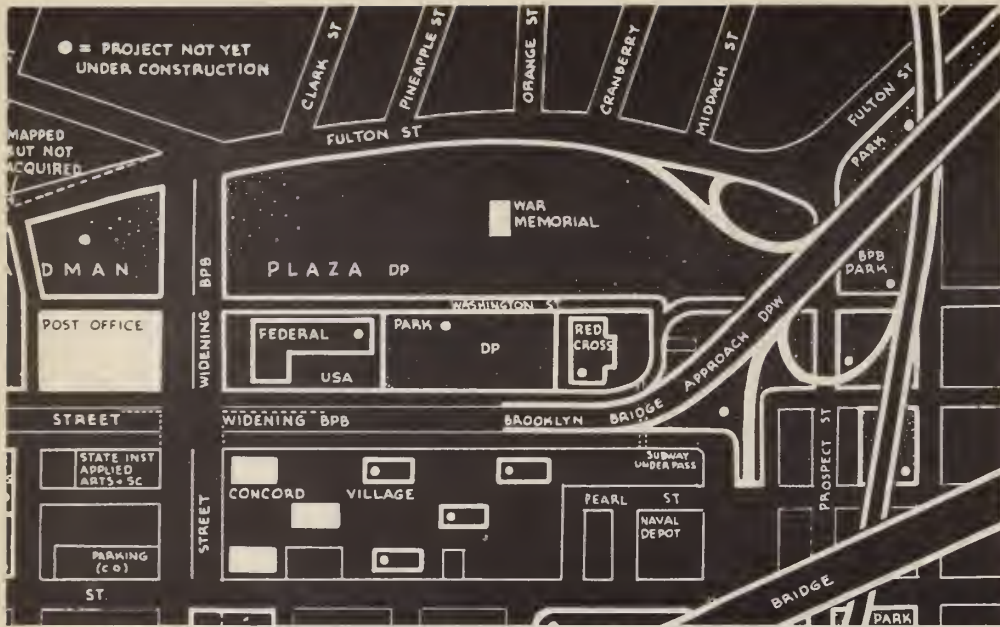 = PROJECT NOT YET
UNDER CONSTRUCTION
CLARK ST
PINEAPPLE ST
ORANGE ST
CRANBERRY
MIDDAGH ST
FULTON ST
FULTON ST
PARK
MAPPED
BUT NOT
ACQUIRED
WAR
MEMORIAL
DMAN
PLAZA DP
WIDENING BPB
BPB
PARK
WASHINGTON ST
POST OFFICE
FEDERAL
USA
PARK
DP
RED
CROSS
BROOKLYN BRIDGE APPROACH DPW
STREET
WIDENING BPB
STATE INST
APPLIED
ARTS + SC
CONCORD VILLAGE
SUBWAY
UNDER PASS
PEARL ST
NAVAL
DEPOT
PROSPECT ST
STREET
PARKING
(CO)
ST.
BRIDGE
PARK